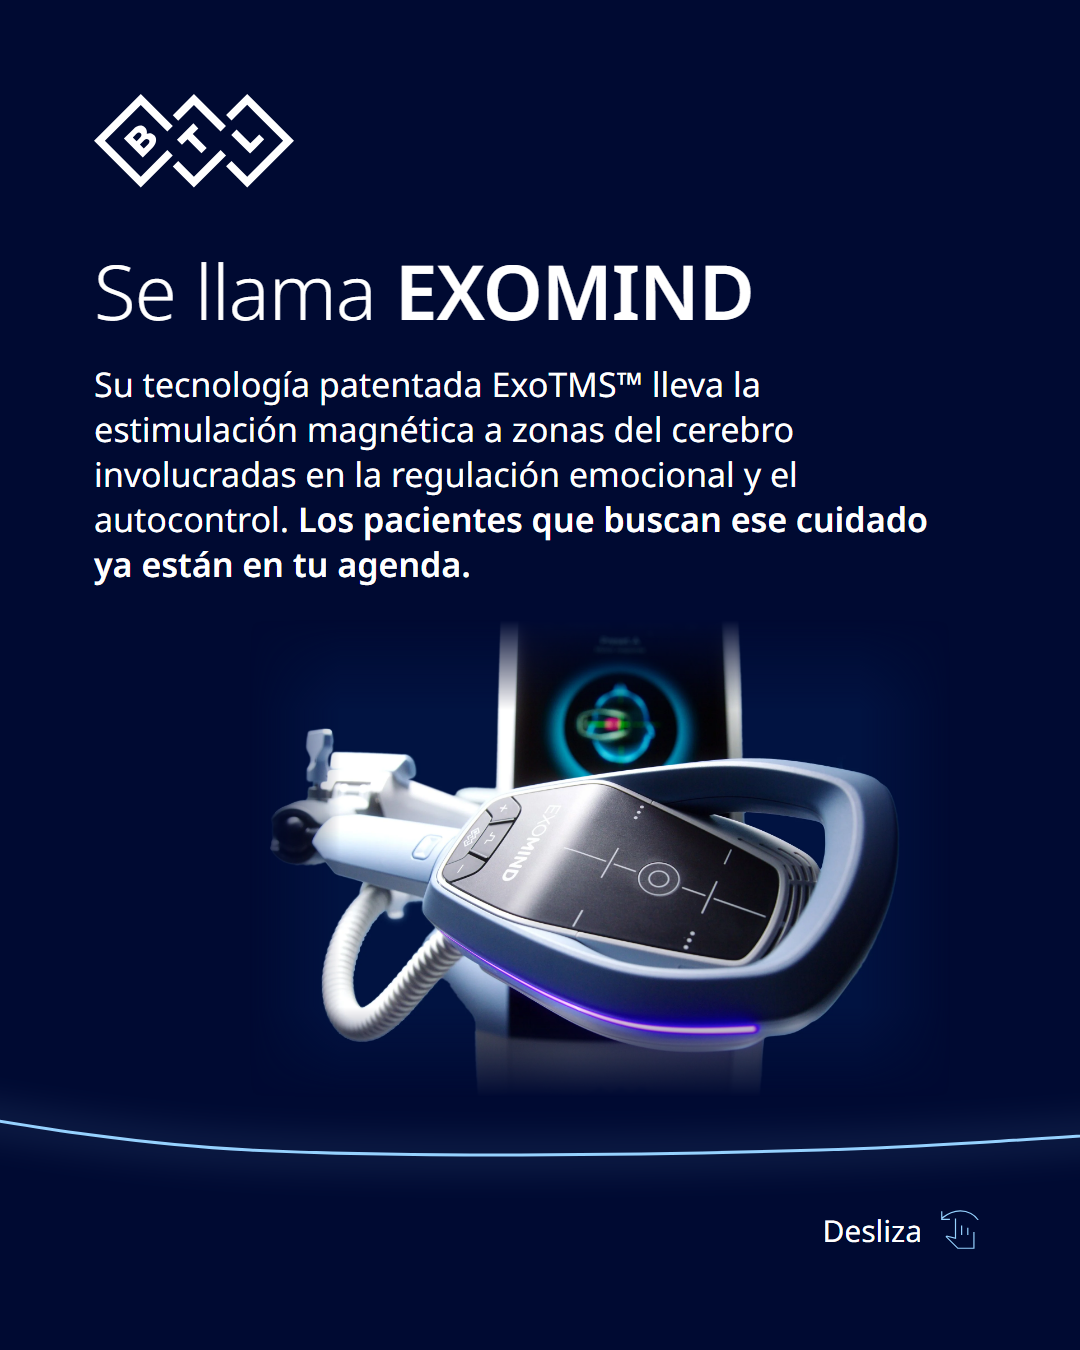 BTL
Se llama EXOMIND
Su tecnología patentada ExoTMS™ lleva la
estimulación magnética a zonas del cerebro
involucradas en la regulación emocional y el
autocontrol. Los pacientes que buscan ese cuidado
ya están en tu agenda.
EXOMIND
Desliza